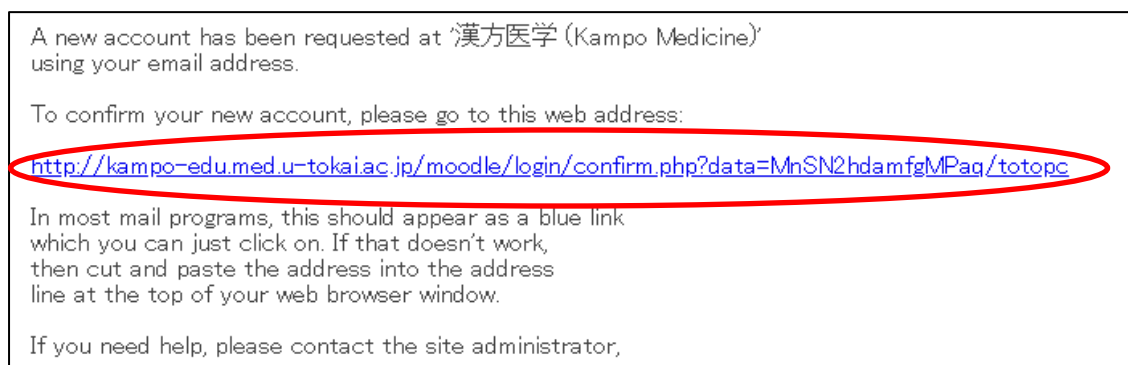 A new account has been requested at '漢方医学 (Kampo Medicine)'
using your email address.
To confirm your new account, please go to this web address:
http://kampo-edu.med.u-tokai.ac.jp/moodle/login/confirm.php?data=MnSN2hdamfgMPaq/totopc
In most mail programs, this should appear as a blue link
which you can just click on. If that doesn't work,
then cut and paste the address into the address
line at the top of your web browser window.
If you need help, please contact the site administrator,